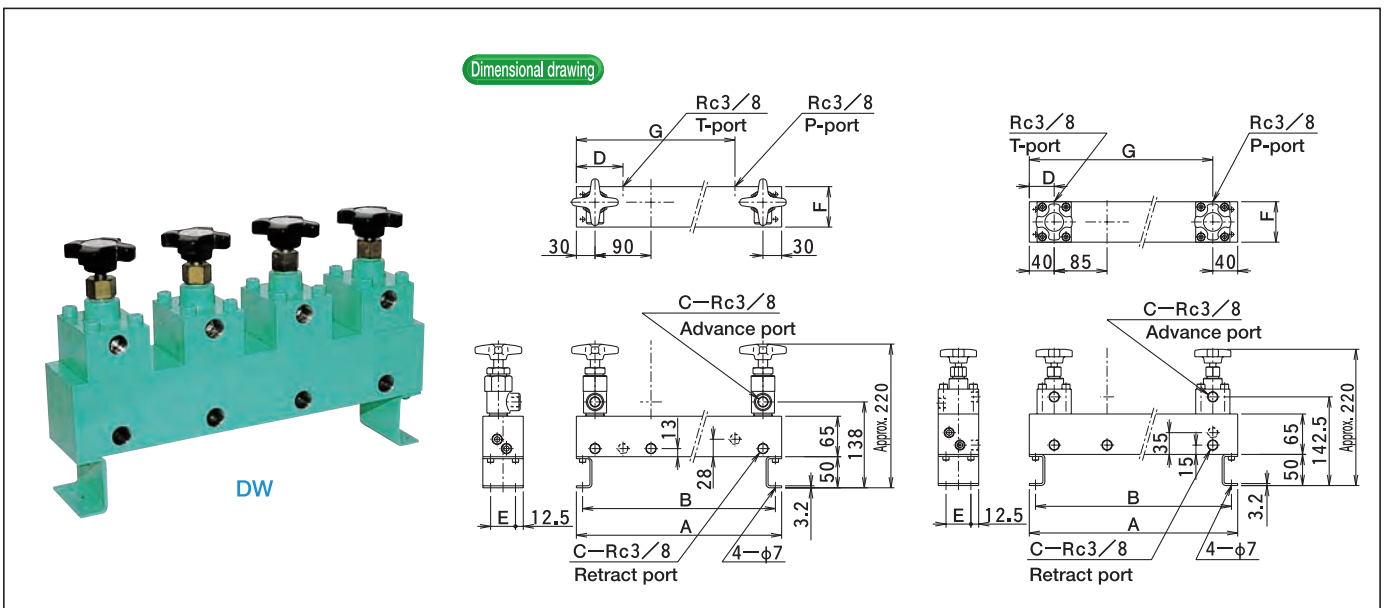 Dimensional drawing
DW
Rc3/8
T-port
Rc3/8
P-port
G
D
F
30
90
30
C-Rc3/8
Advance port
13
28
65
50
138
Approx.220
3.2
E
12.5
B
A
C-Rc3/8
Retract port
4-φ7
Rc3/8
T-port
Rc3/8
P-port
G
D
F
40
85
40
C-Rc3/8
Advance port
35
15
65
50
142.5
Approx.220
3.2
E
12.5
B
A
C-Rc3/8
Retract port
4-φ7